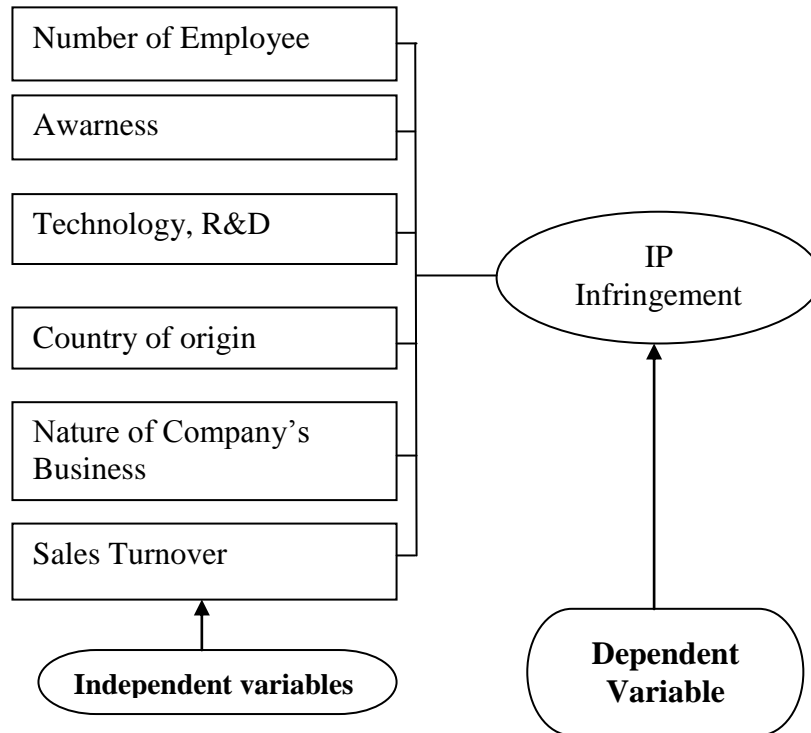 Number of Employee
Awarness
Technology, R&D
Country of origin
Nature of Company’s
Business
Sales Turnover
Independent variables
IP
Infringement
Dependent
Variable